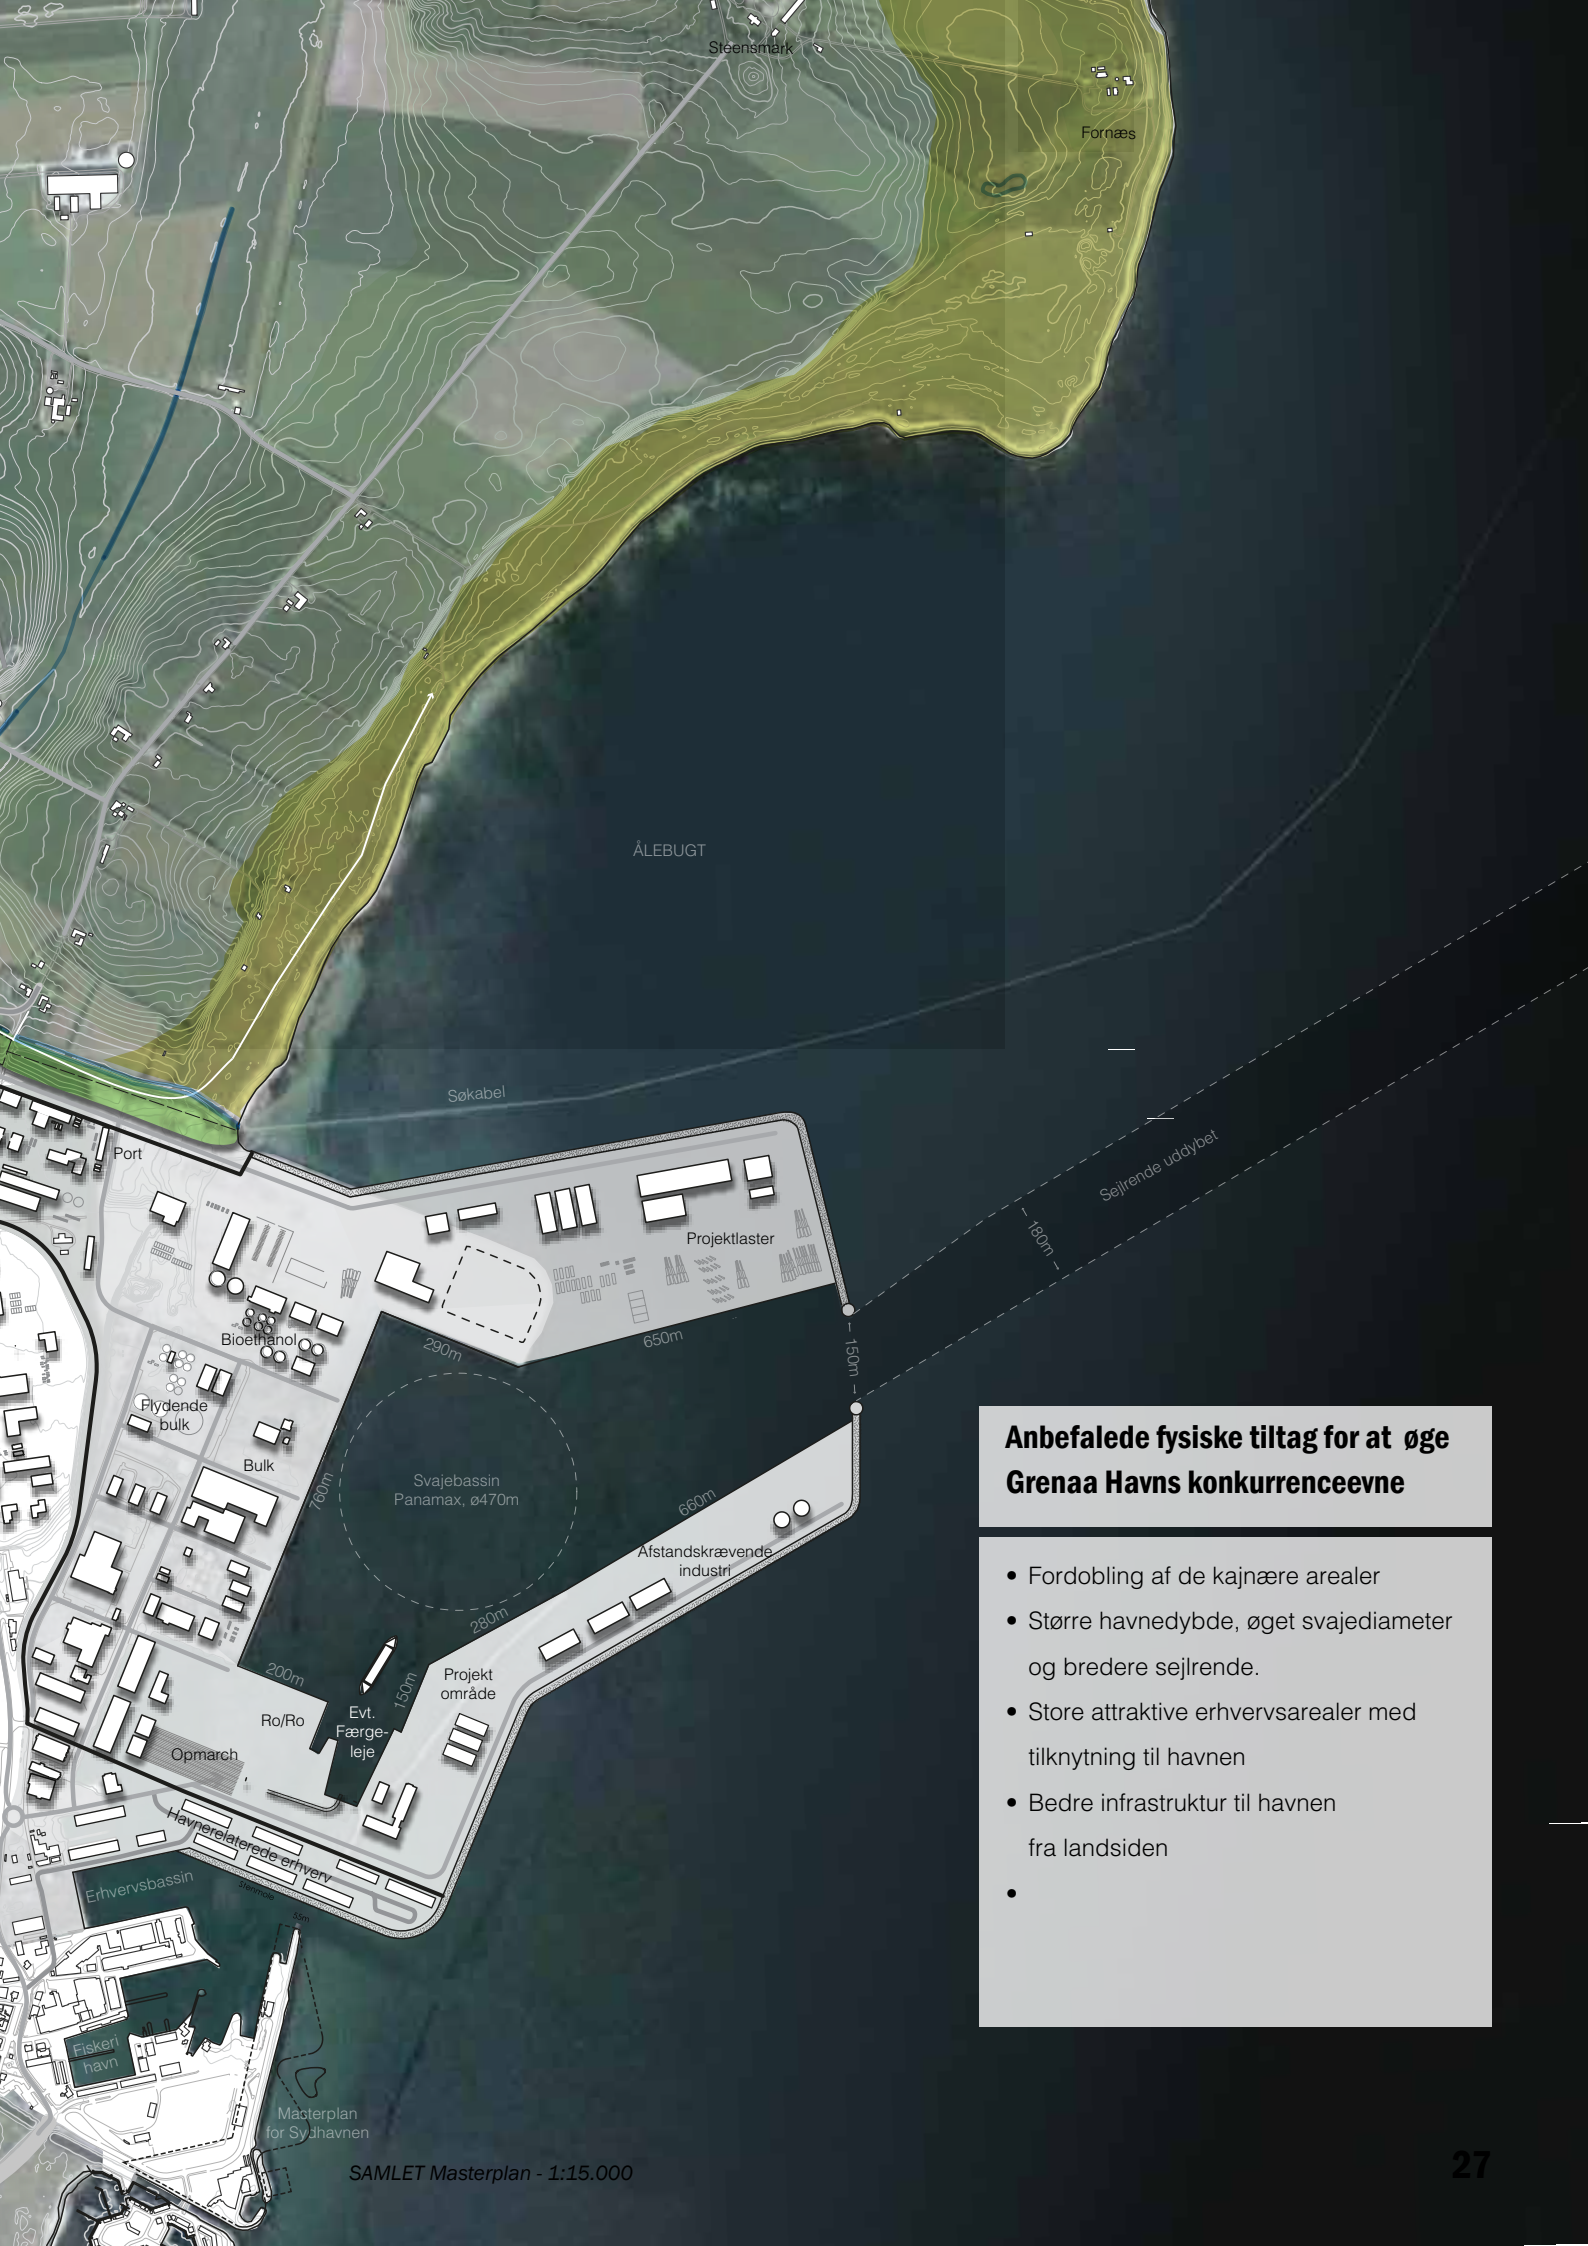 Steensmark
Fornæs
ÅLEBUGT
Søkabel
Port
Sejlrende uddybet
180m
Projektlaster
Bioethanol
290m
650m
150m
Flydende
bulk
Bulk
760m
Svajebassin
Panamax, ø470m
660m
Afstandskrævende
industri
280m
200m
150m
Projekt
område
Ro/Ro
Evt.
Færge-
leje
Opmarch
Havnerelaterede erhverv
Erhvervsbassin
Stenmole
55m
Fiskeri
havn
Masterplan
for Sydhavnen
Anbefalede fysiske tiltag for at øge
Grenaa Havns konkurrenceevne
• Fordobling af de kajnære arealer
• Større havnedybde, øget svajediameter
og bredere sejlrende.
• Store attraktive erhvervsarealer med
tilknytning til havnen
• Bedre infrastruktur til havnen
fra landsiden
•
SAMLET Masterplan - 1:15.000
27